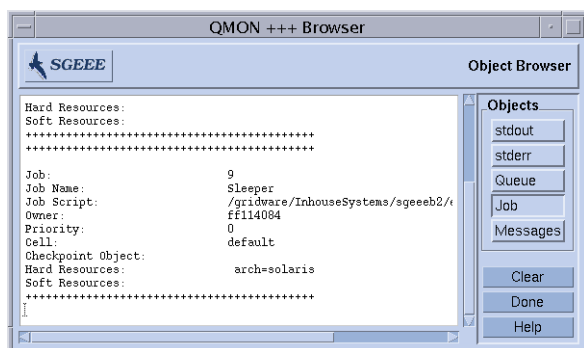 QMON +++ Browser
SGEEE
Object Browser
Hard Resources:
Soft Resources:
+++++++++++++++++++++++++++++++++++++++++++
+++++++++++++++++++++++++++++++++++++++++++
Job: 9
Job Name: Sleeper
Job Script: /gridware/InhouseSystems/sgeeeb2/
Owner: ff114084
Priority: 0
Cell: default
Checkpoint Object:
Hard Resources: arch=solaris
Soft Resources:
+++++++++++++++++++++++++++++++++++++++++++
Objects
stdout
stderr
Queue
Job
Messages
Clear
Done
Help